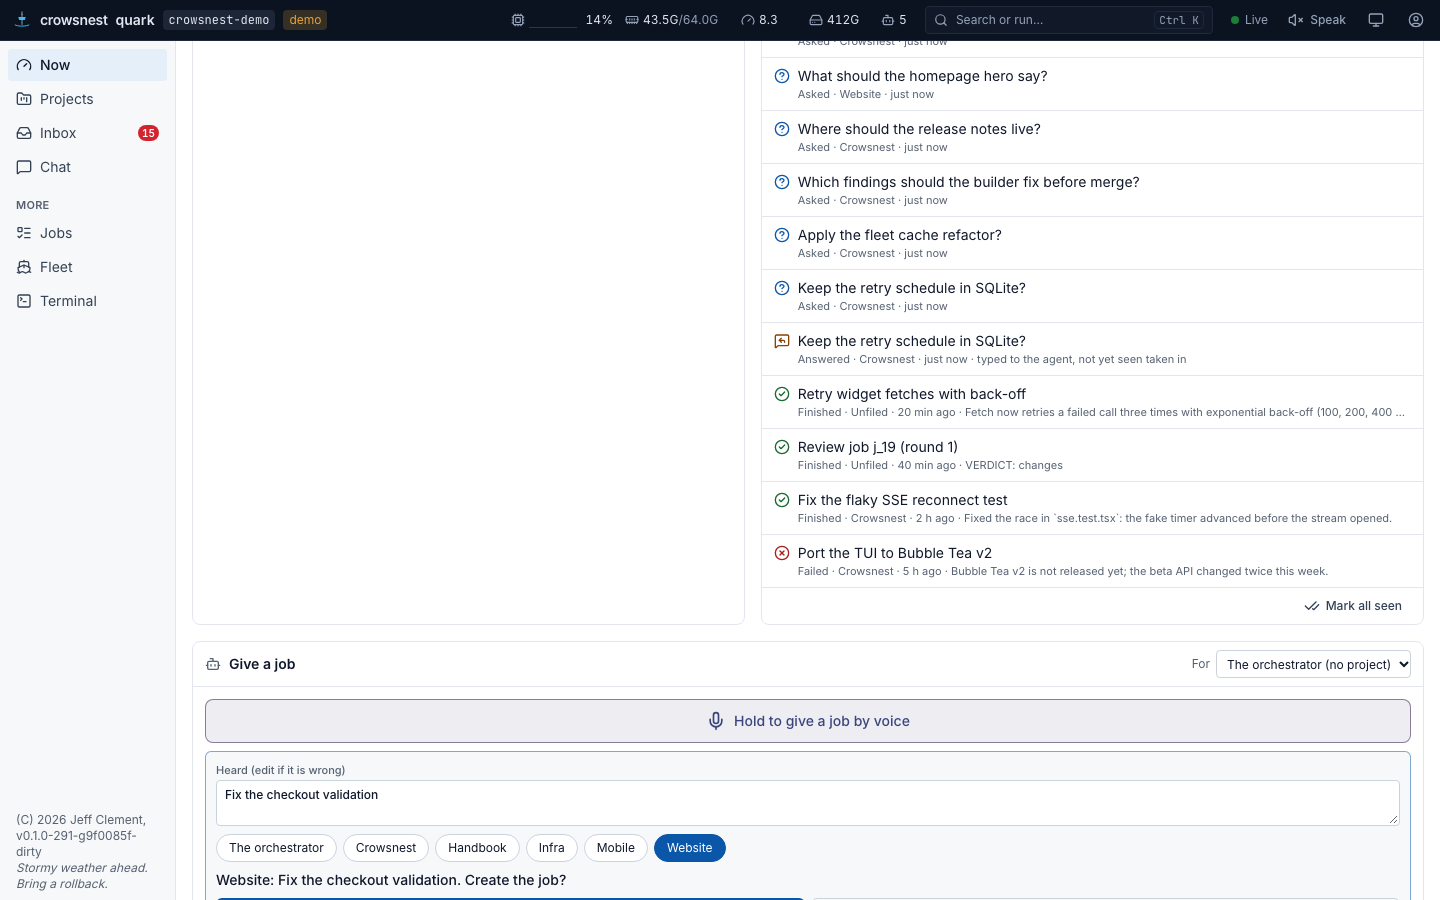 crowsnest quark crowsnest-demo demo 14% 43.5G/64.0G 8.3 412G 5 Search or run... Ctrl K Live Speak
Now
Projects
Inbox 15
Chat
MORE
Jobs
Fleet
Terminal
(C) 2026 Jeff Clement,
v0.1.0-291-g9f0085f-
dirty
Stormy weather ahead.
Bring a rollback.
Asked · Crowsnest · just now
What should the homepage hero say?
Asked · Website · just now
Where should the release notes live?
Asked · Crowsnest · just now
Which findings should the builder fix before merge?
Asked · Crowsnest · just now
Apply the fleet cache refactor?
Asked · Crowsnest · just now
Keep the retry schedule in SQLite?
Asked · Crowsnest · just now
Keep the retry schedule in SQLite?
Answered · Crowsnest · just now · typed to the agent, not yet seen taken in
Retry widget fetches with back-off
Finished · Unfiled · 20 min ago · Fetch now retries a failed call three times with exponential back-off (100, 200, 400 ...
Review job j_19 (round 1)
Finished · Unfiled · 40 min ago · VERDICT: changes
Fix the flaky SSE reconnect test
Finished · Crowsnest · 2 h ago · Fixed the race in `sse.test.tsx`: the fake timer advanced before the stream opened.
Port the TUI to Bubble Tea v2
Failed · Crowsnest · 5 h ago · Bubble Tea v2 is not released yet; the beta API changed twice this week.
Mark all seen
Give a job For The orchestrator (no project)
Hold to give a job by voice
Heard (edit if it is wrong)
Fix the checkout validation
The orchestrator Crowsnest Handbook Infra Mobile Website
Website: Fix the checkout validation. Create the job?